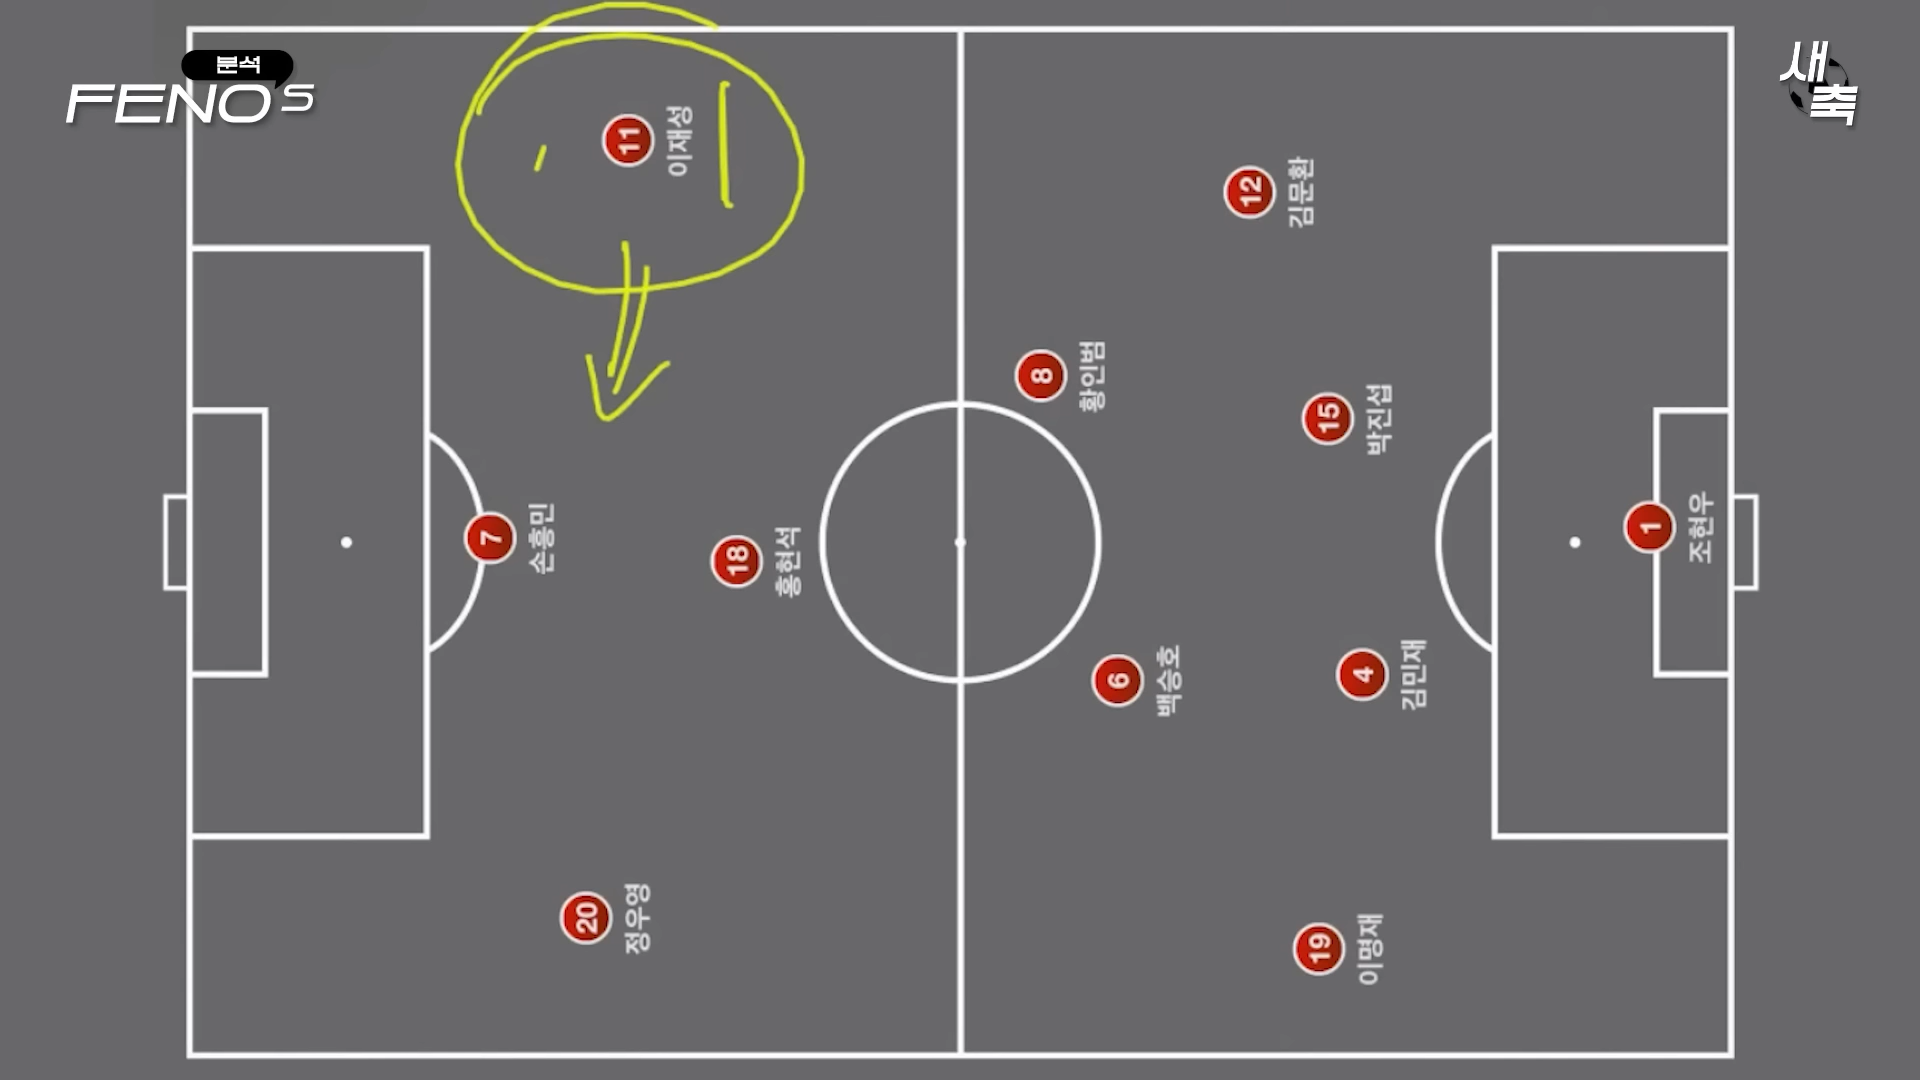 분석
FENO S
새축
11
이재성
12
김문환
8
황인범
15
박진섭
7
손흥민
18
홍현석
1
조현우
6
백승호
4
김민재
20
정우영
19
이명재